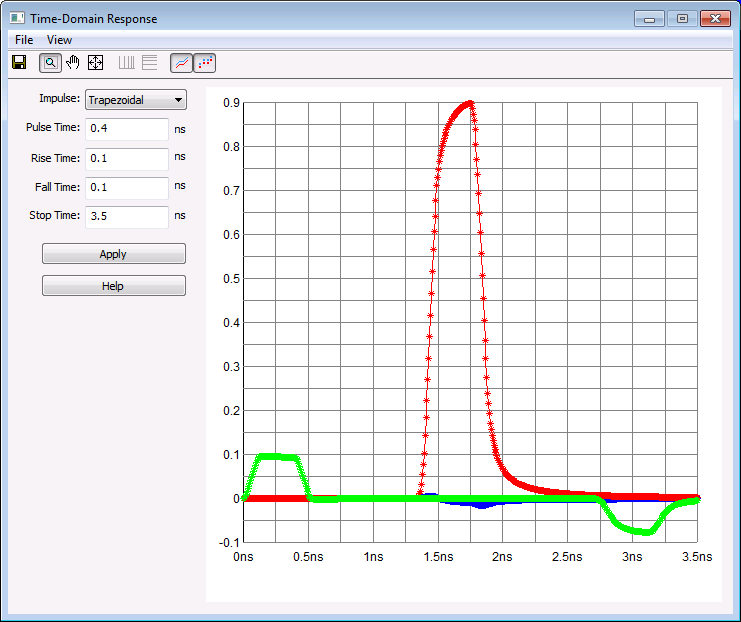 Time-Domain Response
File View
Impulse: Trapezoidal
Pulse Time: 0.4 ns
Rise Time: 0.1 ns
Fall Time: 0.1 ns
Stop Time: 3.5 ns
Apply
Help
0.9
0.8
0.7
0.6
0.5
0.4
0.3
0.2
0.1
0
-0.1
0ns 0.5ns 1ns 1.5ns 2ns 2.5ns 3ns 3.5ns